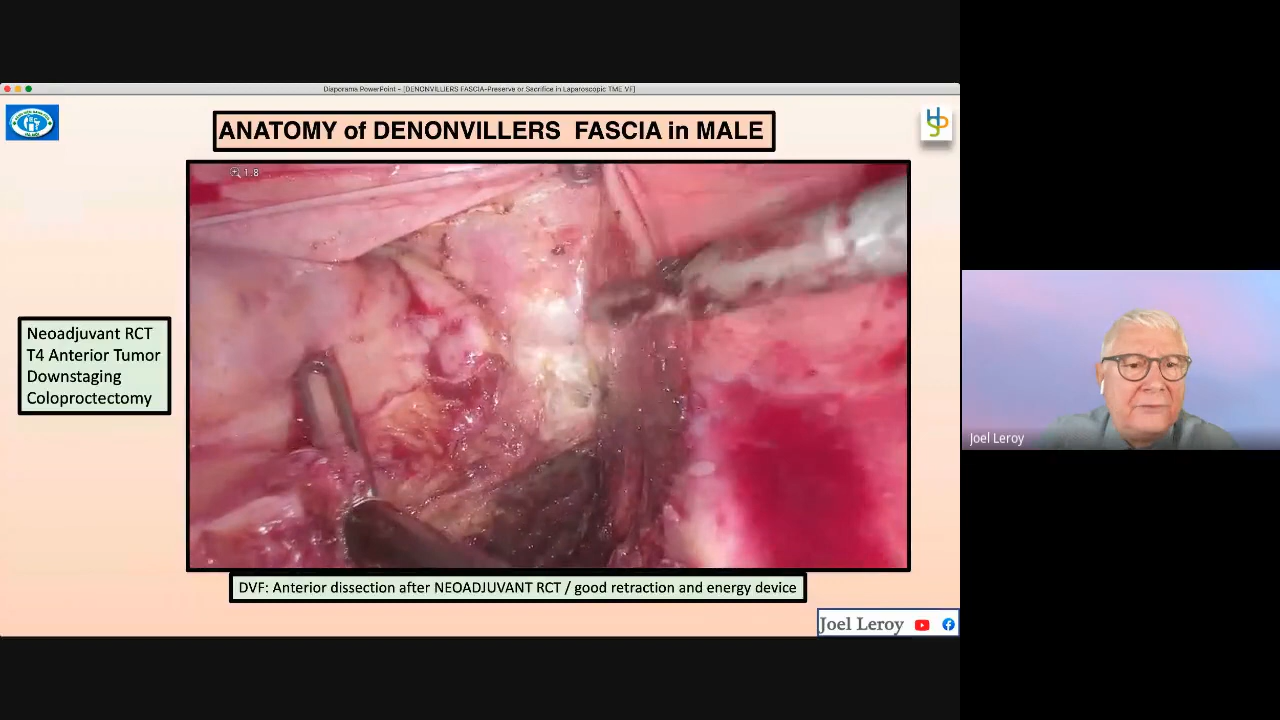 Diaporama PowerPoint - [DENONVILLIERS FASCIA-Preserve or Sacrifice in Laparoscopic TME VF]
ANATOMY of DENONVILLERS FASCIA in MALE
1.8
Neoadjuvant RCT
T4 Anterior Tumor
Downstaging
Coloproctectomy
DVF: Anterior dissection after NEOADJUVANT RCT / good retraction and energy device
Joel Leroy
Joel Leroy